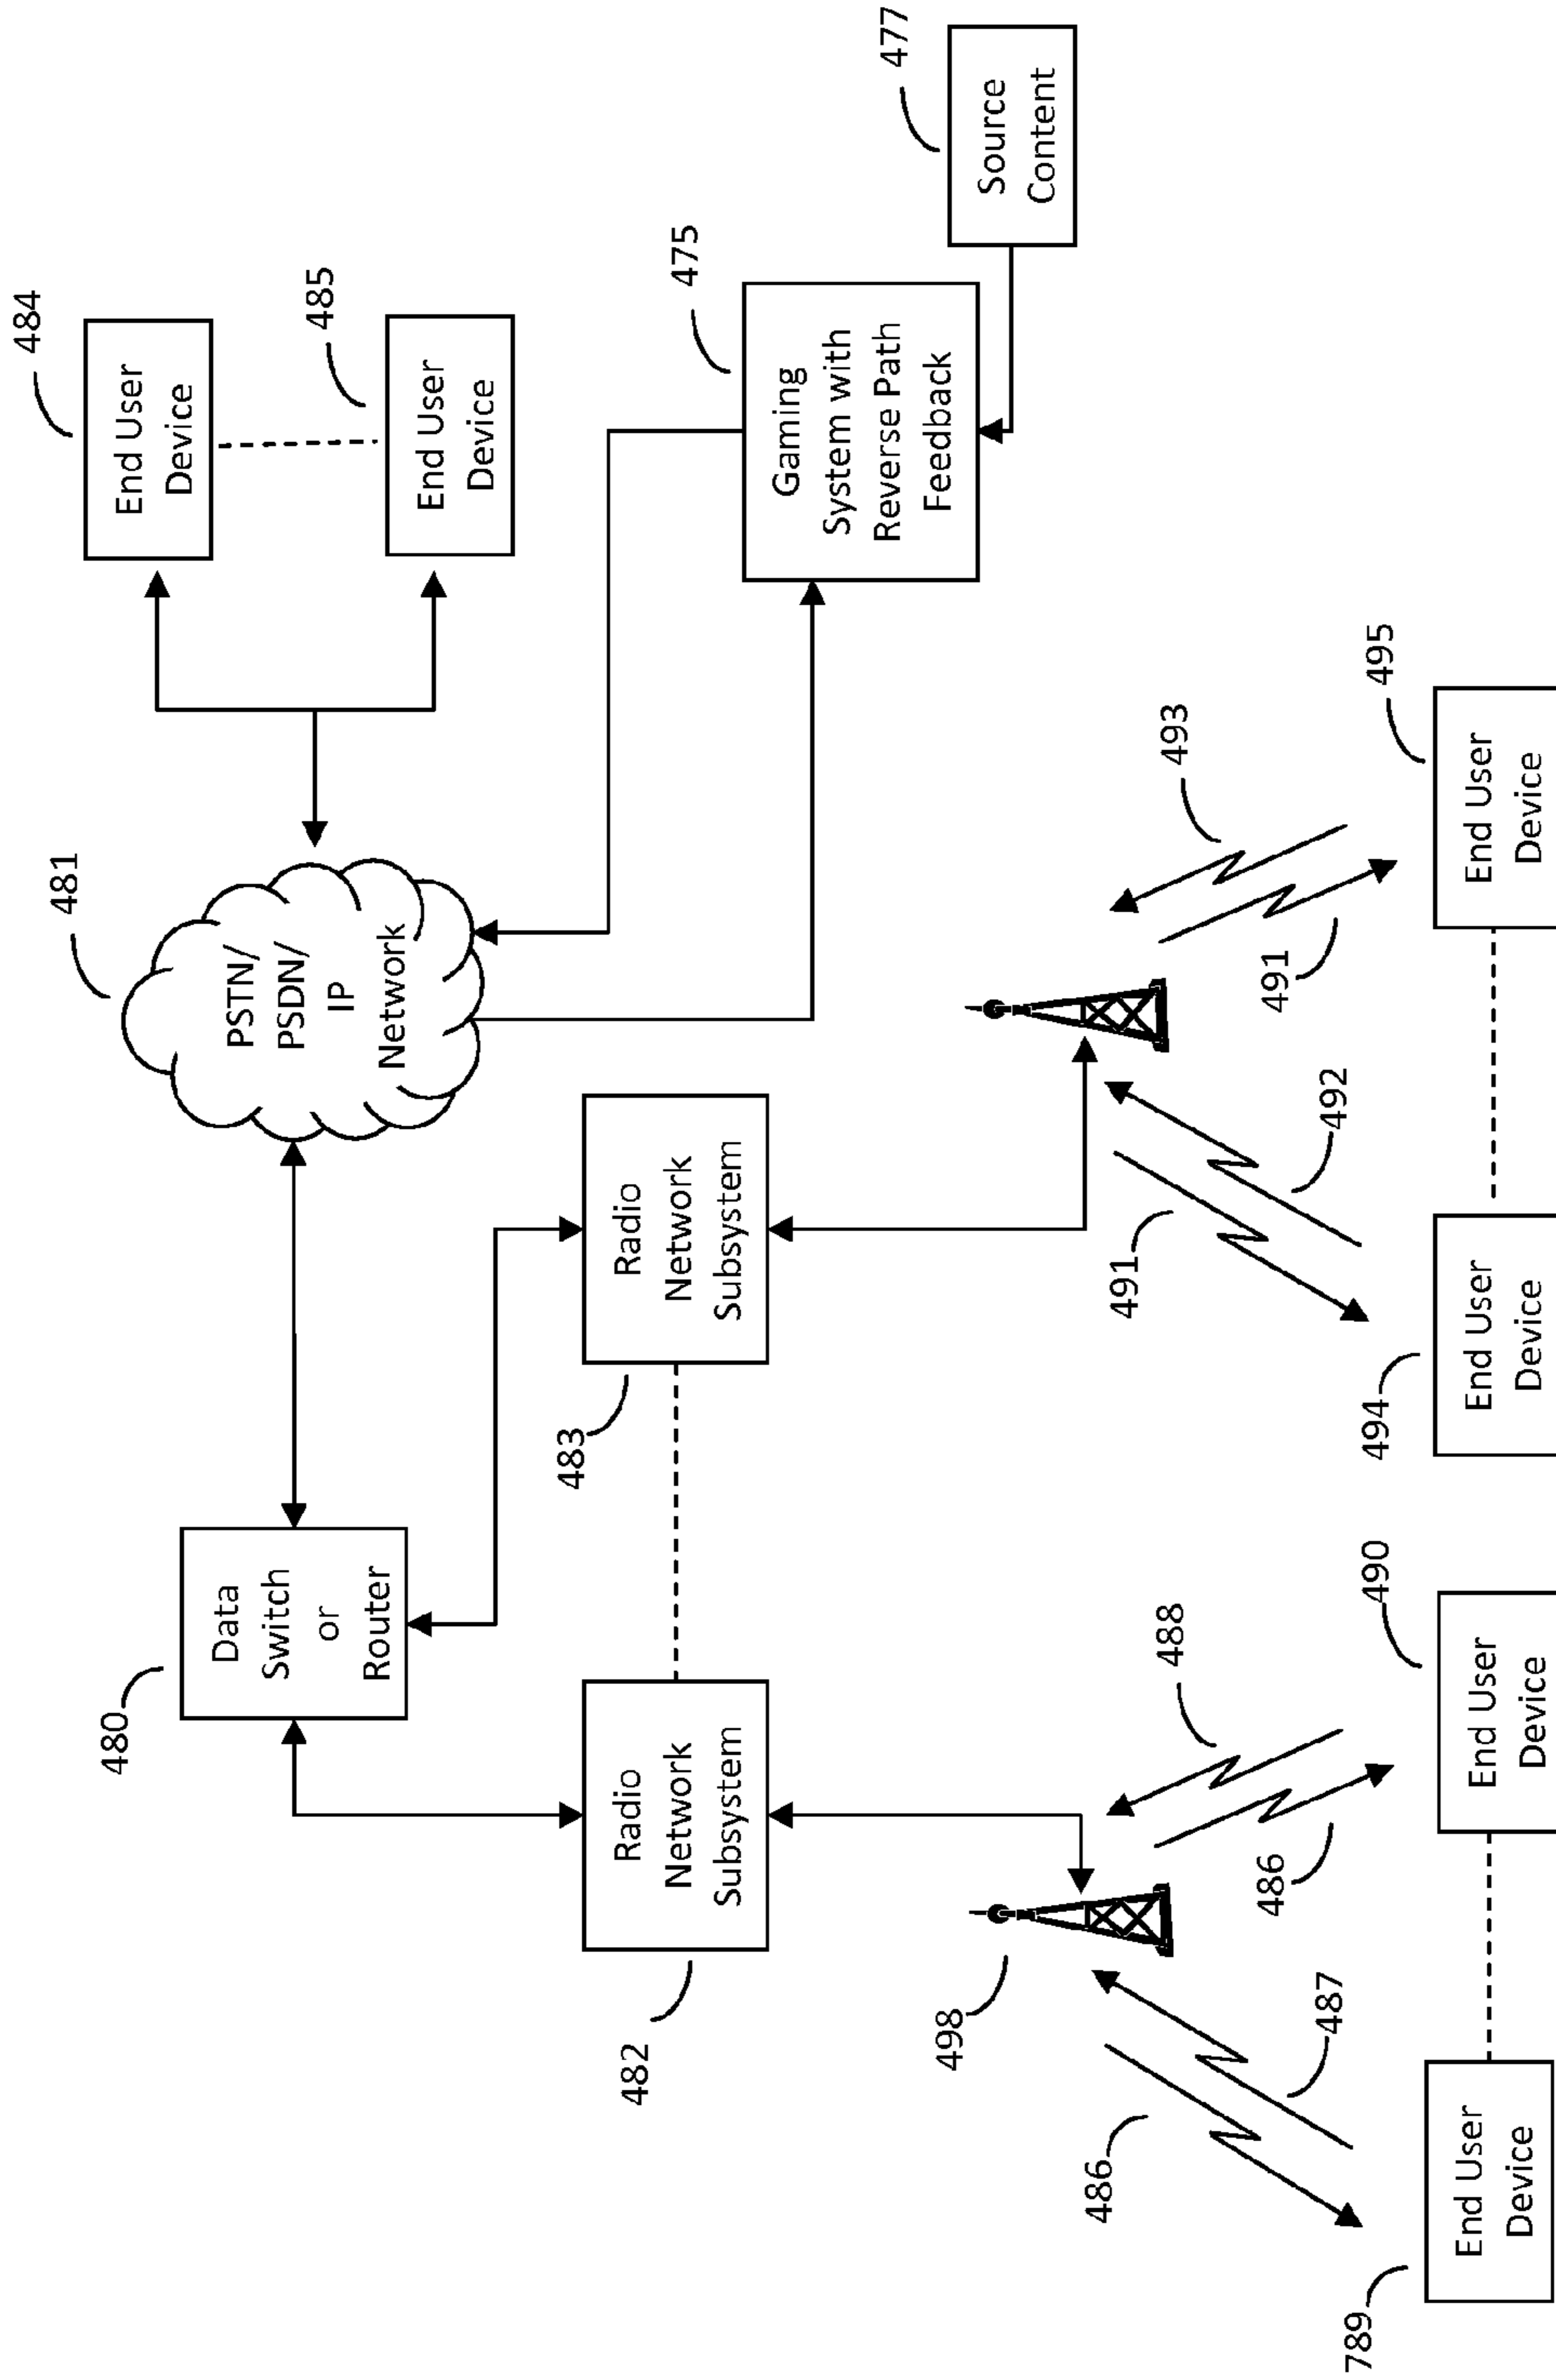 480
Data
Switch
or
Router
481
PSTN/
PSDN/
IP
Network
484
End User
Device
485
End User
Device
482
Radio
Network
Subsystem
483
Radio
Network
Subsystem
475
Gaming
System with
Reverse Path
Feedback
477
Source
Content
498
486
487
486
488
491
492
491
493
789
End User
Device
490
End User
Device
494
End User
Device
495
End User
Device